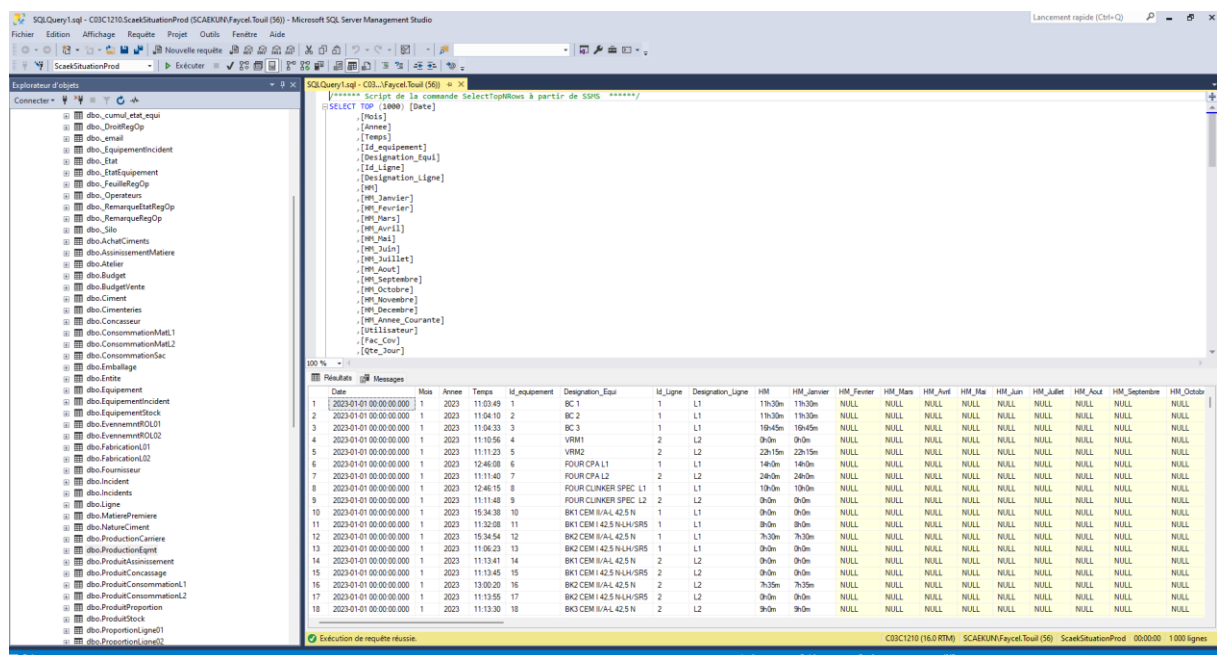 SQLQuery1.sql - C03C1210.ScaekSituationProd (SCAEKUN\Faycel.Touil (56)) - Microsoft SQL Server Management Studio
Lancement rapide (Ctrl+Q)
Fichier Edition Affichage Requête Projet Outils Fenêtre Aide
Nouvelle requête
ScaekSituationProd Exécuter
Explorateur d'objets
Connecter
dbo._cumul_etat_equi
dbo._DroitRegOp
dbo._email
dbo._EquipementIncident
dbo._Etat
dbo._EtatEquipement
dbo._FeuilleRegOp
dbo._Operateurs
dbo._RemarqueEtatRegOp
dbo._RemarqueRegOp
dbo._Silo
dbo.AchatCiments
dbo.AssinissementMatiere
dbo.Atelier
dbo.Budget
dbo.BudgetVente
dbo.Ciment
dbo.Cimenteries
dbo.Concasseur
dbo.ConsommationMatL1
dbo.ConsommationMatL2
dbo.ConsommationSac
dbo.Emballage
dbo.Entite
dbo.Equipement
dbo.EquipementIncident
dbo.EquipementStock
dbo.EvennemntROL01
dbo.EvennemntROL02
dbo.FabricationL01
dbo.FabricationL02
dbo.Fournisseur
dbo.Incident
dbo.Incidents
dbo.Ligne
dbo.MatierePremiere
dbo.NatureCiment
dbo.ProductionCarriere
dbo.ProductionEqmt
dbo.ProduitAssinissement
dbo.ProduitConcassage
dbo.ProduitConsommationL1
dbo.ProduitConsommationL2
dbo.ProduitProportion
dbo.ProduitStock
dbo.ProportionLigne01
dbo.ProportionLigne02
SQLQuery1.sql - C03...\Faycel.Touil (56))
/****** Script de la commande SelectTopNRows à partir de SSMS ******/
SELECT TOP (1000) [Date]
,[Mois]
,[Annee]
,[Temps]
,[Id_equipement]
,[Designation_Equi]
,[Id_Ligne]
,[Designation_Ligne]
,[HM]
,[HM_Janvier]
,[HM_Fevrier]
,[HM_Mars]
,[HM_Avril]
,[HM_Mai]
,[HM_Juin]
,[HM_Juillet]
,[HM_Aout]
,[HM_Septembre]
,[HM_Octobre]
,[HM_Novembre]
,[HM_Decembre]
,[HM_Annee_Courante]
,[Utilisateur]
,[Fac_Cov]
,[Qte_Jour]
100 %
Résultats Messages
Date Mois Annee Temps Id_equipement Designation_Equi Id_Ligne Designation_Ligne HM HM_Janvier HM_Fevrier HM_Mars HM_Avril HM_Mai HM_Juin HM_Juillet HM_Aout HM_Septembre HM_Octobr
1 2023-01-01 00:00:00.000 1 2023 11:03:49 1 BC 1 1 L1 11h30m 11h30m NULL NULL NULL NULL NULL NULL NULL NULL NULL
2 2023-01-01 00:00:00.000 1 2023 11:04:10 2 BC 2 1 L1 11h30m 11h30m NULL NULL NULL NULL NULL NULL NULL NULL NULL
3 2023-01-01 00:00:00.000 1 2023 11:04:33 3 BC 3 1 L1 16h45m 16h45m NULL NULL NULL NULL NULL NULL NULL NULL NULL
4 2023-01-01 00:00:00.000 1 2023 11:10:56 4 VRM1 2 L2 0h0m 0h0m NULL NULL NULL NULL NULL NULL NULL NULL NULL
5 2023-01-01 00:00:00.000 1 2023 11:11:23 5 VRM2 2 L2 22h15m 22h15m NULL NULL NULL NULL NULL NULL NULL NULL NULL
6 2023-01-01 00:00:00.000 1 2023 12:46:08 6 FOUR CPA L1 1 L1 14h0m 14h0m NULL NULL NULL NULL NULL NULL NULL NULL NULL
7 2023-01-01 00:00:00.000 1 2023 11:11:40 7 FOUR CPA L2 2 L2 24h0m 24h0m NULL NULL NULL NULL NULL NULL NULL NULL NULL
8 2023-01-01 00:00:00.000 1 2023 12:46:15 8 FOUR CLINKER SPEC L1 1 L1 10h0m 10h0m NULL NULL NULL NULL NULL NULL NULL NULL NULL
9 2023-01-01 00:00:00.000 1 2023 11:11:48 9 FOUR CLINKER SPEC L2 2 L2 0h0m 0h0m NULL NULL NULL NULL NULL NULL NULL NULL NULL
10 2023-01-01 00:00:00.000 1 2023 15:34:38 10 BK1 CEM II/A-L 42,5 N 1 L1 0h0m 0h0m NULL NULL NULL NULL NULL NULL NULL NULL NULL
11 2023-01-01 00:00:00.000 1 2023 11:32:08 11 BK1 CEM I 42,5 N-LH/SR5 1 L1 8h0m 8h0m NULL NULL NULL NULL NULL NULL NULL NULL NULL
12 2023-01-01 00:00:00.000 1 2023 15:34:54 12 BK2 CEM II/A-L 42,5 N 1 L1 7h30m 7h30m NULL NULL NULL NULL NULL NULL NULL NULL NULL
13 2023-01-01 00:00:00.000 1 2023 11:06:23 13 BK2 CEM I 42,5 N-LH/SR5 1 L1 0h0m 0h0m NULL NULL NULL NULL NULL NULL NULL NULL NULL
14 2023-01-01 00:00:00.000 1 2023 11:13:41 14 BK1 CEM II/A-L 42,5 N 2 L2 0h0m 0h0m NULL NULL NULL NULL NULL NULL NULL NULL NULL
15 2023-01-01 00:00:00.000 1 2023 11:13:45 15 BK1 CEM I 42,5 N-LH/SR5 2 L2 0h0m 0h0m NULL NULL NULL NULL NULL NULL NULL NULL NULL
16 2023-01-01 00:00:00.000 1 2023 13:00:20 16 BK2 CEM II/A-L 42,5 N 2 L2 7h35m 7h35m NULL NULL NULL NULL NULL NULL NULL NULL NULL
17 2023-01-01 00:00:00.000 1 2023 11:13:55 17 BK2 CEM I 42,5 N-LH/SR5 2 L2 0h0m 0h0m NULL NULL NULL NULL NULL NULL NULL NULL NULL
18 2023-01-01 00:00:00.000 1 2023 11:13:30 18 BK3 CEM II/A-L 42,5 N 2 L2 9h0m 9h0m NULL NULL NULL NULL NULL NULL NULL NULL NULL
Exécution de requête réussie. C03C1210 (16.0 RTM) SCAEKUN\Faycel.Touil (56) ScaekSituationProd 00:00:00 1 000 lignes